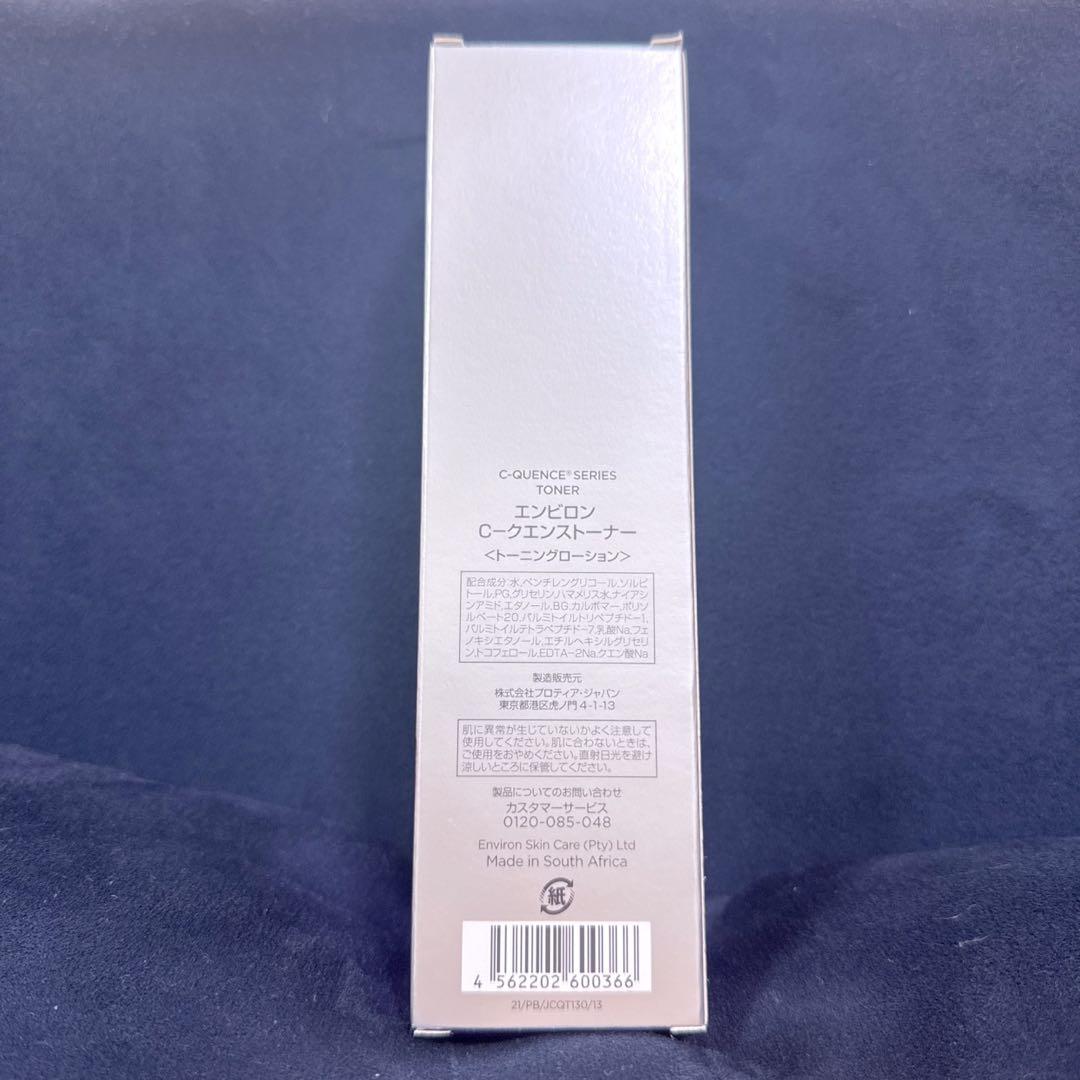 C-QUENCE® SERIES
TONER
エンビロン
C-クエンストーナー
<トーニングローション>
配合成分:水,ペンチレングリコール,ソルビ
トール,PG,グリセリン,ハマメリス水,ナイアシ
ンアミド,エタノール,BG,カルボマー,ポリソ
ルベート20,パルミトイルトリペプチド-1,
パルミトイルテトラペプチド-7,乳酸Na,フェ
ノキシエタノール,エチルヘキシルグリセリ
ン,トコフェロール,EDTA-2Na,クエン酸Na
製造販売元
株式会社プロティア・ジャパン
東京都港区虎ノ門4-1-13
肌に異常が生じていないかよく注意して
使用してください。肌に合わないときは、
ご使用をおやめください。直射日光を避け
涼しいところに保管してください。
製品についてのお問い合わせ
カスタマーサービス
0120-085-048
Environ Skin Care (Pty) Ltd
Made in South Africa
紙
4 562202 600366
21/PB/JCQT130/13